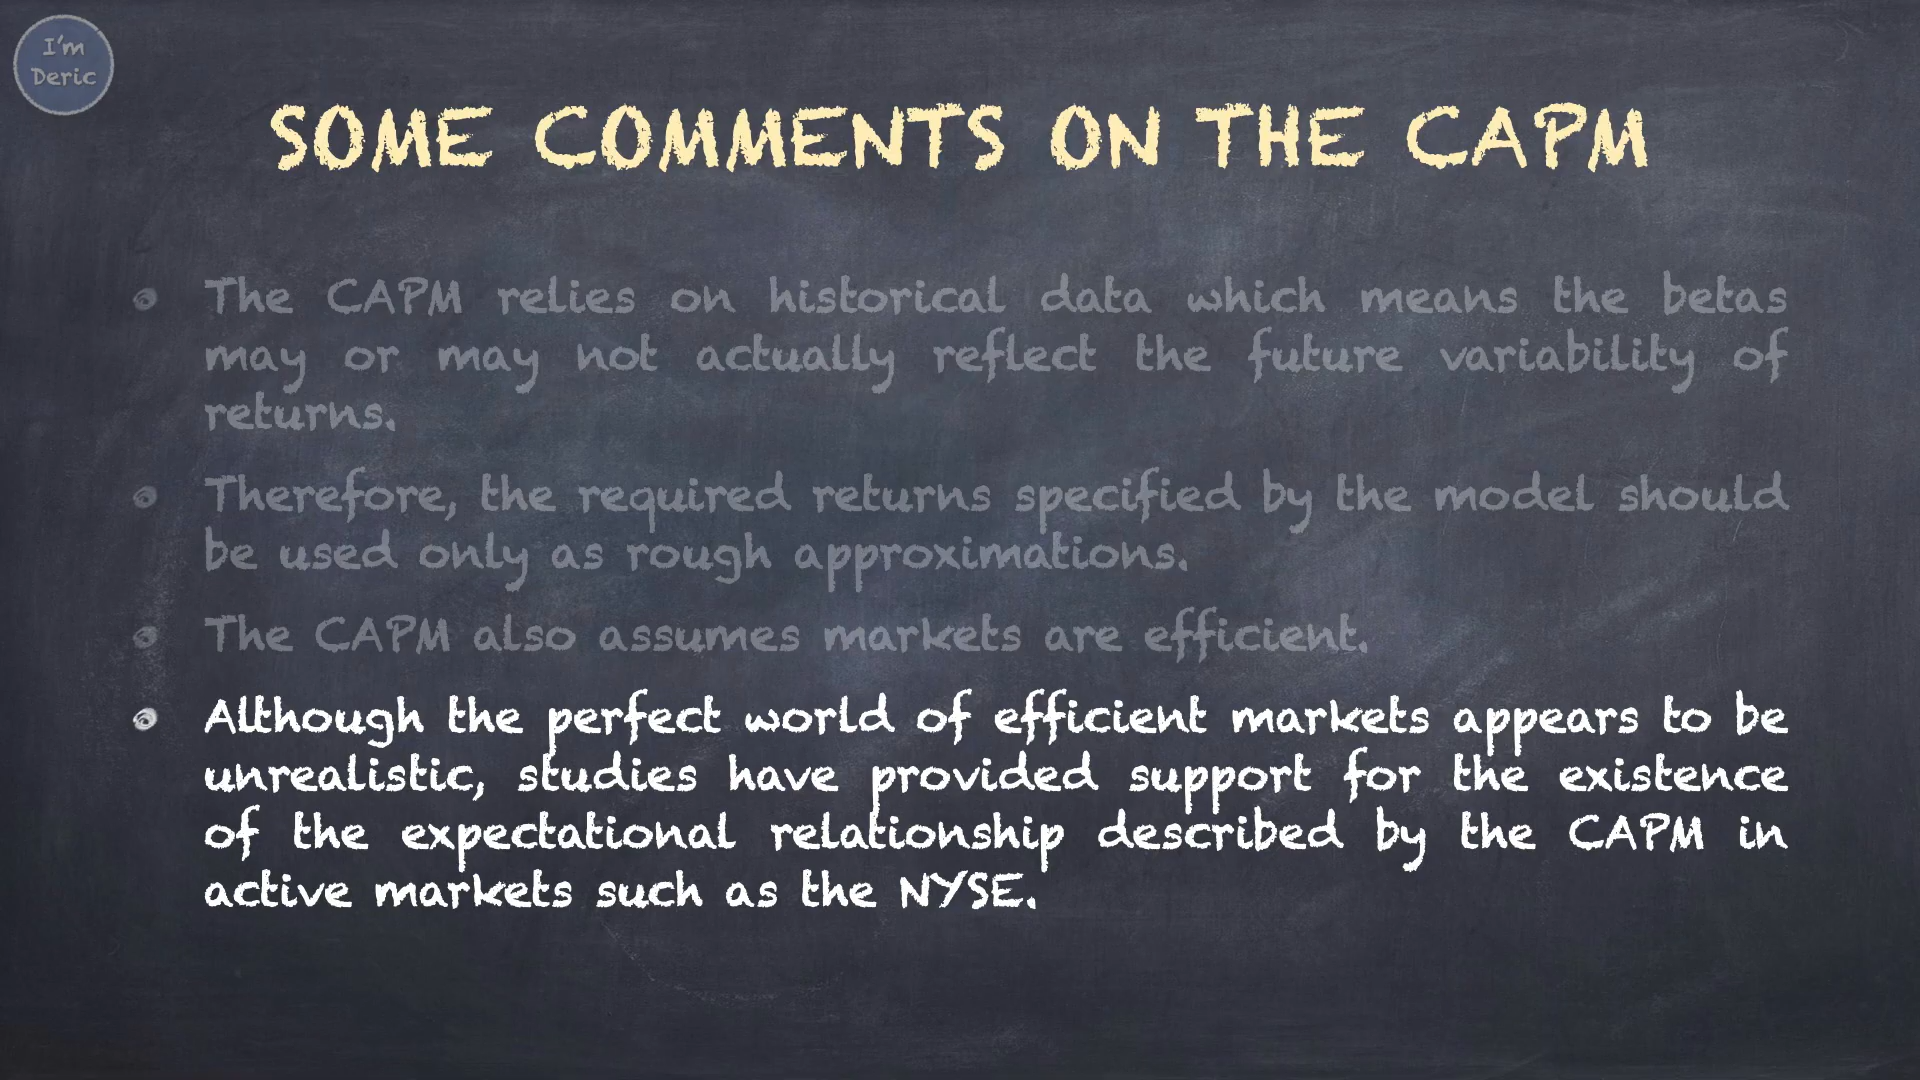 I'm
Deric
SOME COMMENTS ON THE CAPM
The CAPM relies on historical data which means the betas
may or may not actually reflect the future variability of
returns.
Therefore, the required returns specified by the model should
be used only as rough approximations.
The CAPM also assumes markets are efficient.
Although the perfect world of efficient markets appears to be
unrealistic, studies have provided support for the existence
of the expectational relationship described by the CAPM in
active markets such as the NYSE.